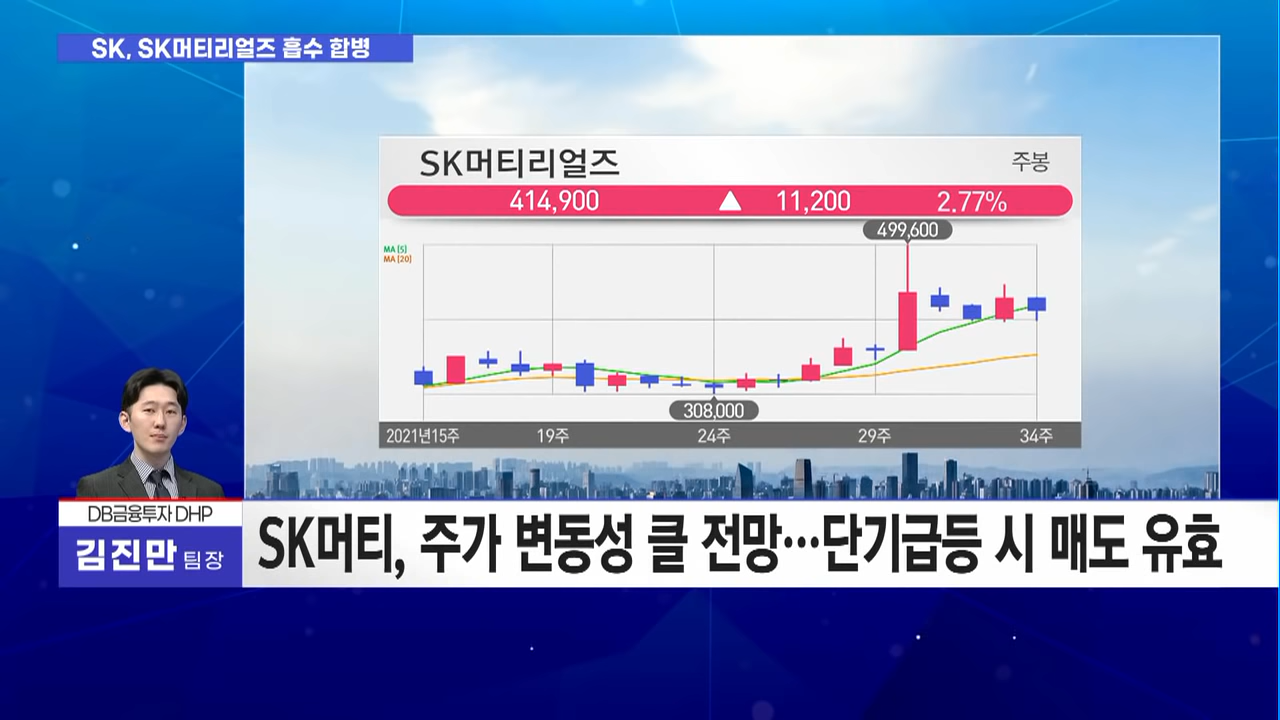 SK, SK머티리얼즈 흡수 합병
SK머티리얼즈
주봉
414,900 ▲ 11,200 2.77%
499,600
MA [5]
MA [20]
308,000
2021년15주 19주 24주 29주 34주
DB금융투자 DHP
김진만 팀장
SK머티, 주가 변동성 클 전망…단기급등 시 매도 유효